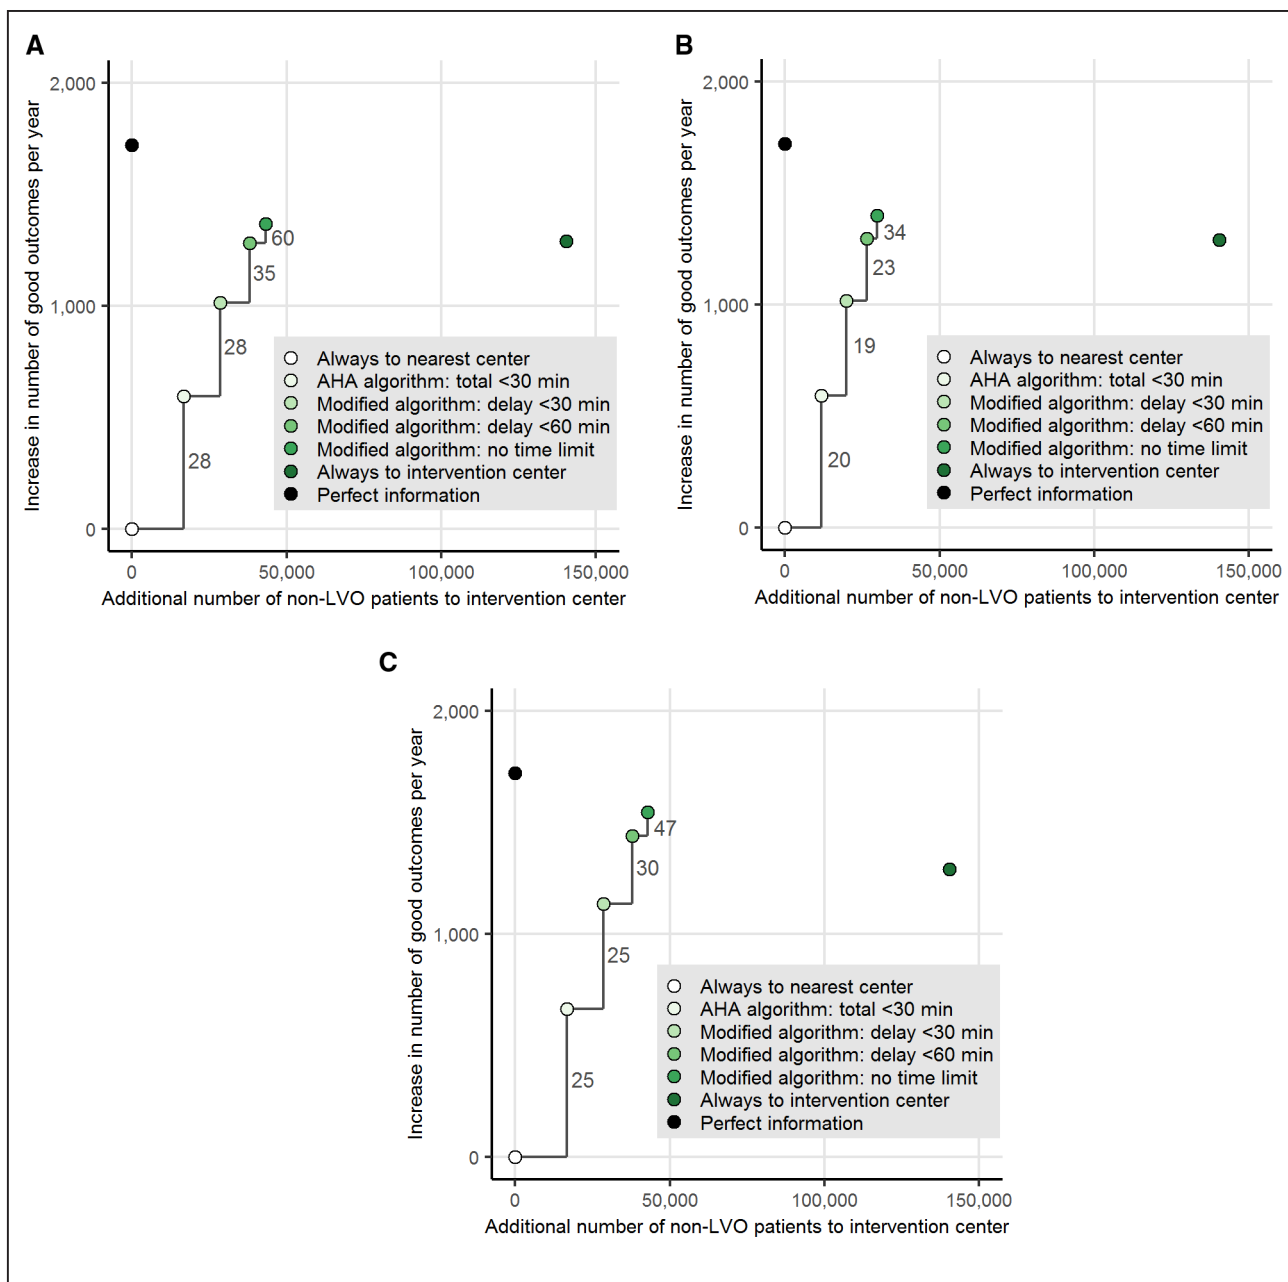 A
Increase in number of good outcomes per year
2,000
1,000
0
60
35
28
28
Always to nearest center
AHA algorithm: total <30 min
Modified algorithm: delay <30 min
Modified algorithm: delay <60 min
Modified algorithm: no time limit
Always to intervention center
Perfect information
0 50,000 100,000 150,000
Additional number of non-LVO patients to intervention center
B
Increase in number of good outcomes per year
2,000
1,000
0
34
23
19
20
Always to nearest center
AHA algorithm: total <30 min
Modified algorithm: delay <30 min
Modified algorithm: delay <60 min
Modified algorithm: no time limit
Always to intervention center
Perfect information
0 50,000 100,000 150,000
Additional number of non-LVO patients to intervention center
C
Increase in number of good outcomes per year
2,000
1,000
0
47
30
25
25
Always to nearest center
AHA algorithm: total <30 min
Modified algorithm: delay <30 min
Modified algorithm: delay <60 min
Modified algorithm: no time limit
Always to intervention center
Perfect information
0 50,000 100,000 150,000
Additional number of non-LVO patients to intervention center